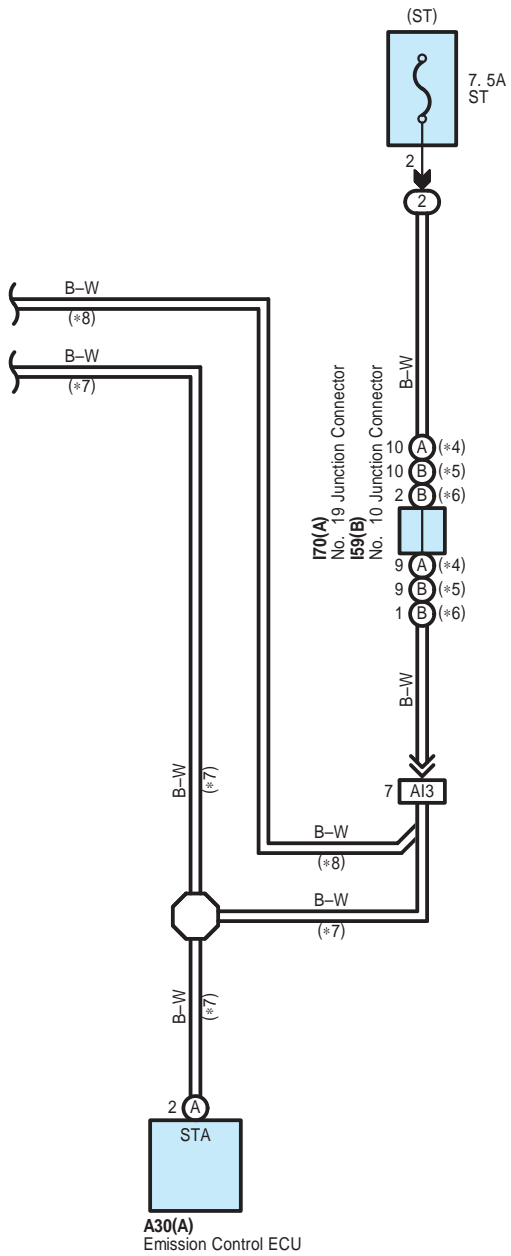 (ST)
7. 5A
ST
2
2
B–W
(*8)
B–W
(*7)
B–W
I70(A)
No. 19 Junction Connector
I59(B)
No. 10 Junction Connector
10 A (*4)
10 B (*5)
2 B (*6)
9 A (*4)
9 B (*5)
1 B (*6)
B–W
7 AI3
B–W
(*7)
B–W
(*8)
B–W
(*7)
B–W
(*7)
2 A
STA
A30(A)
Emission Control ECU